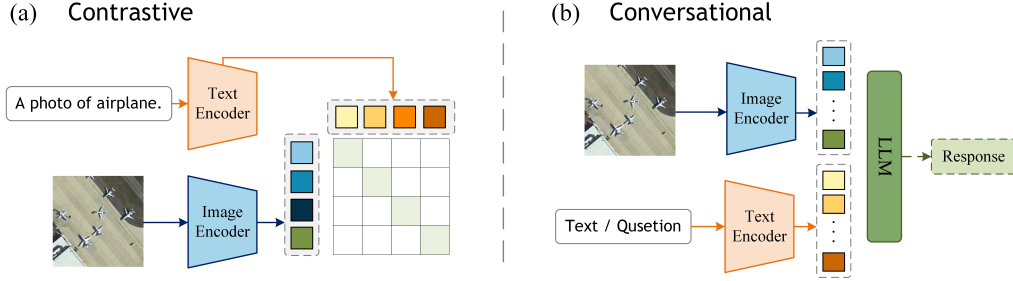 (a) Contrastive
A photo of airplane.
Text
Encoder
Image
Encoder
(b) Conversational
Image
Encoder
Text / Qusetion
Text
Encoder
LLM
Response